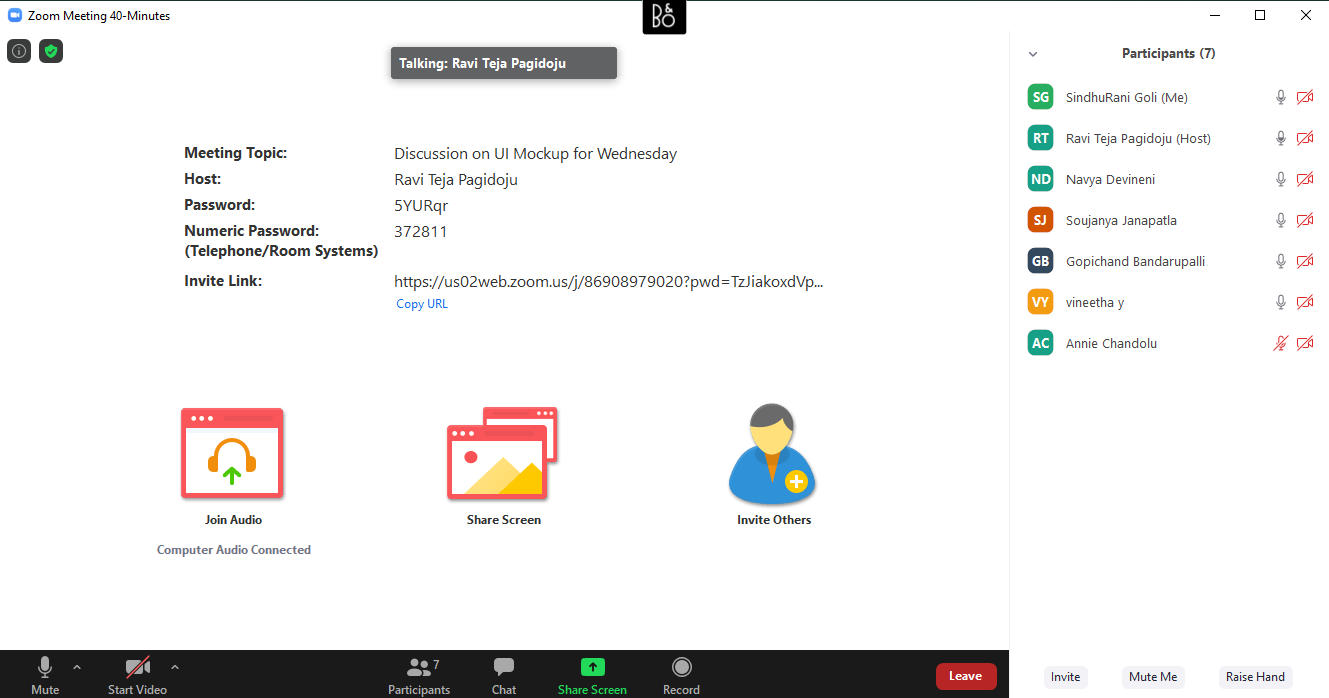 Zoom Meeting 40-Minutes
B&O
Talking: Ravi Teja Pagidoju
Meeting Topic: Discussion on UI Mockup for Wednesday
Host: Ravi Teja Pagidoju
Password: 5YURqr
Numeric Password: 372811
(Telephone/Room Systems)
Invite Link: https://us02web.zoom.us/j/86908979020?pwd=TzJiakoxdVp...
Copy URL
Join Audio
Computer Audio Connected
Share Screen
Invite Others
Participants (7)
SG SindhuRani Goli (Me)
RT Ravi Teja Pagidoju (Host)
ND Navya Devineni
SJ Soujanya Janapatla
GB Gopichand Bandarupalli
VY vineetha y
AC Annie Chandolu
Mute
Start Video
7
Participants
Chat
Share Screen
Record
Leave
Invite
Mute Me
Raise Hand